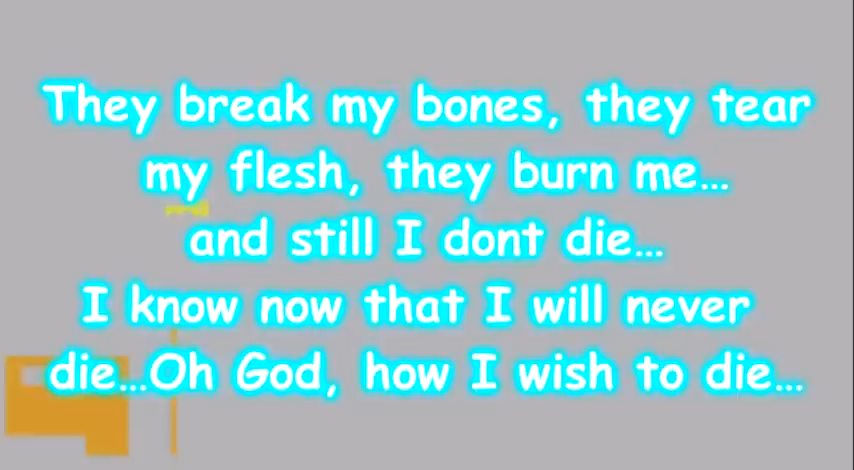 They break my bones, they tear
my flesh, they burn me...
and still I dont die...
I know now that I will never
die...Oh God, how I wish to die...